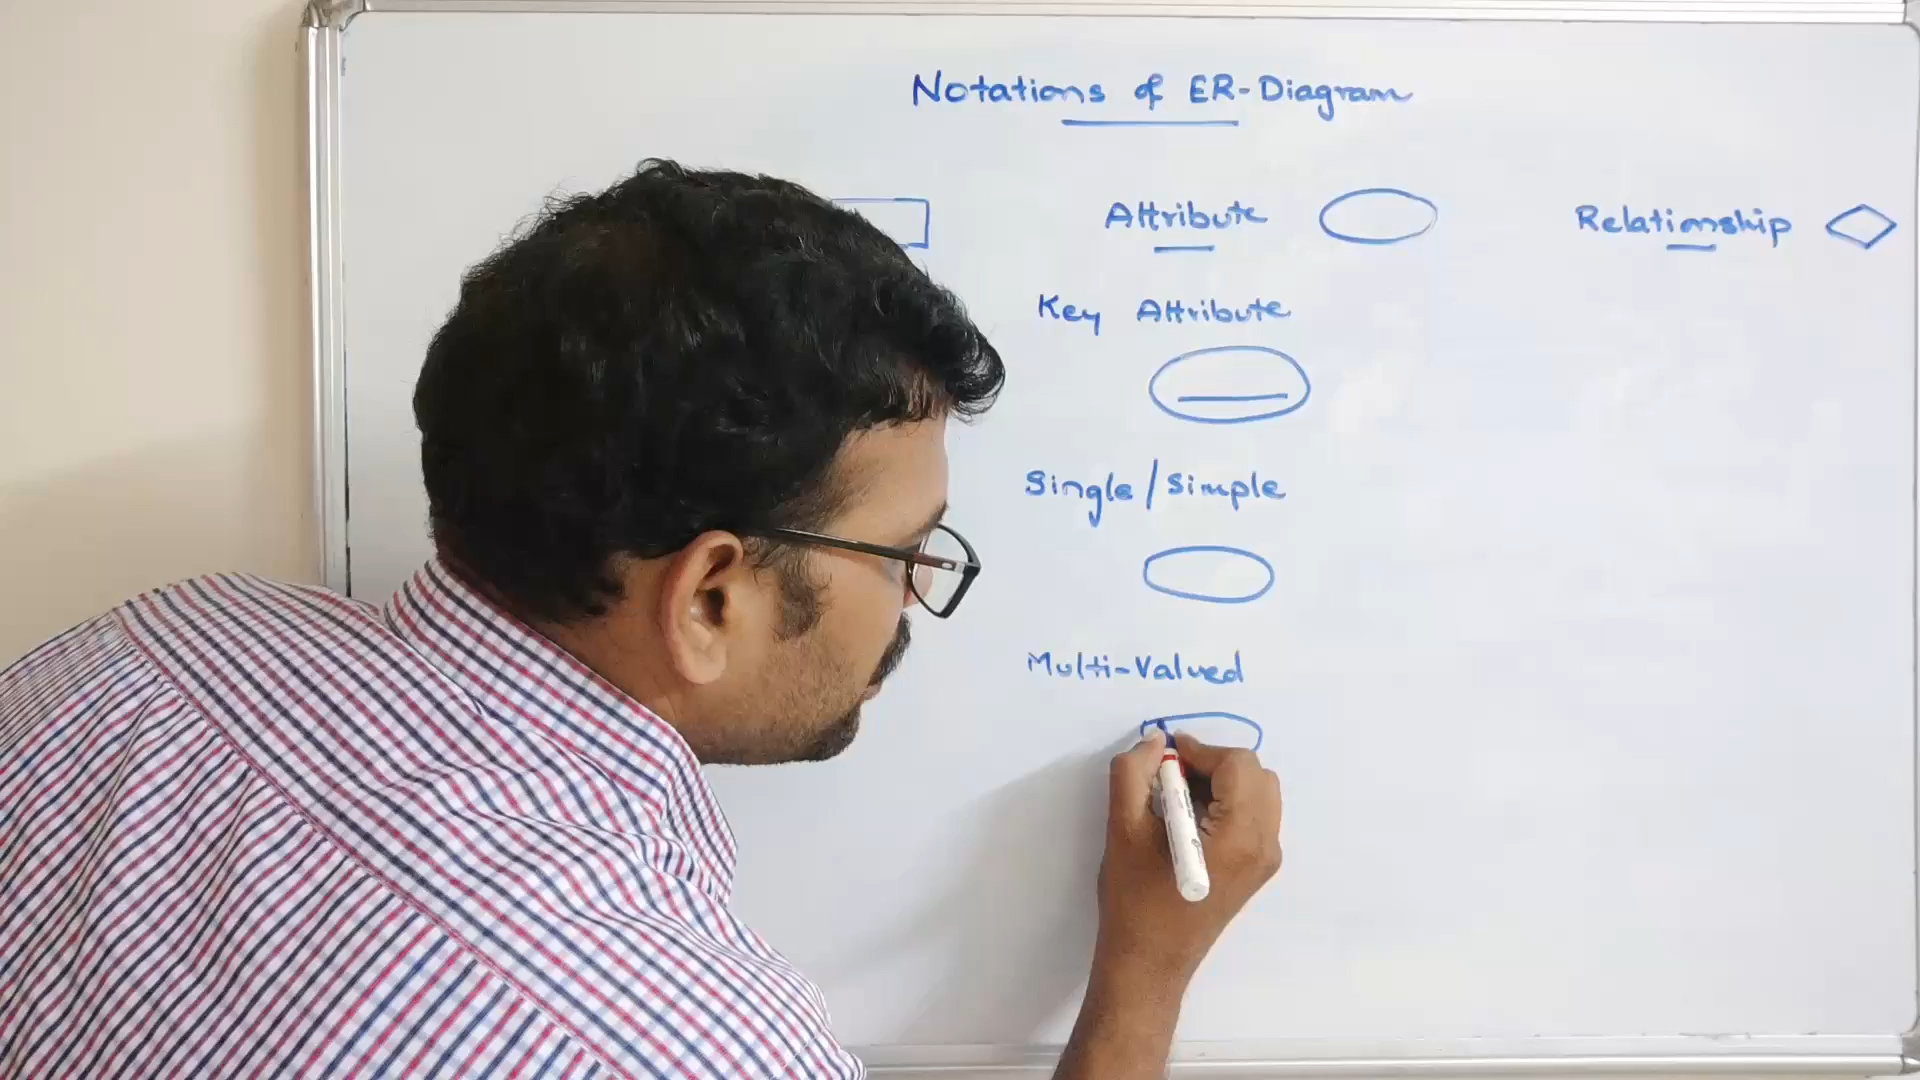 Notations of ER-Diagram
Attribute
Relationship
Key Attribute
Single/Simple
Multi-Valued